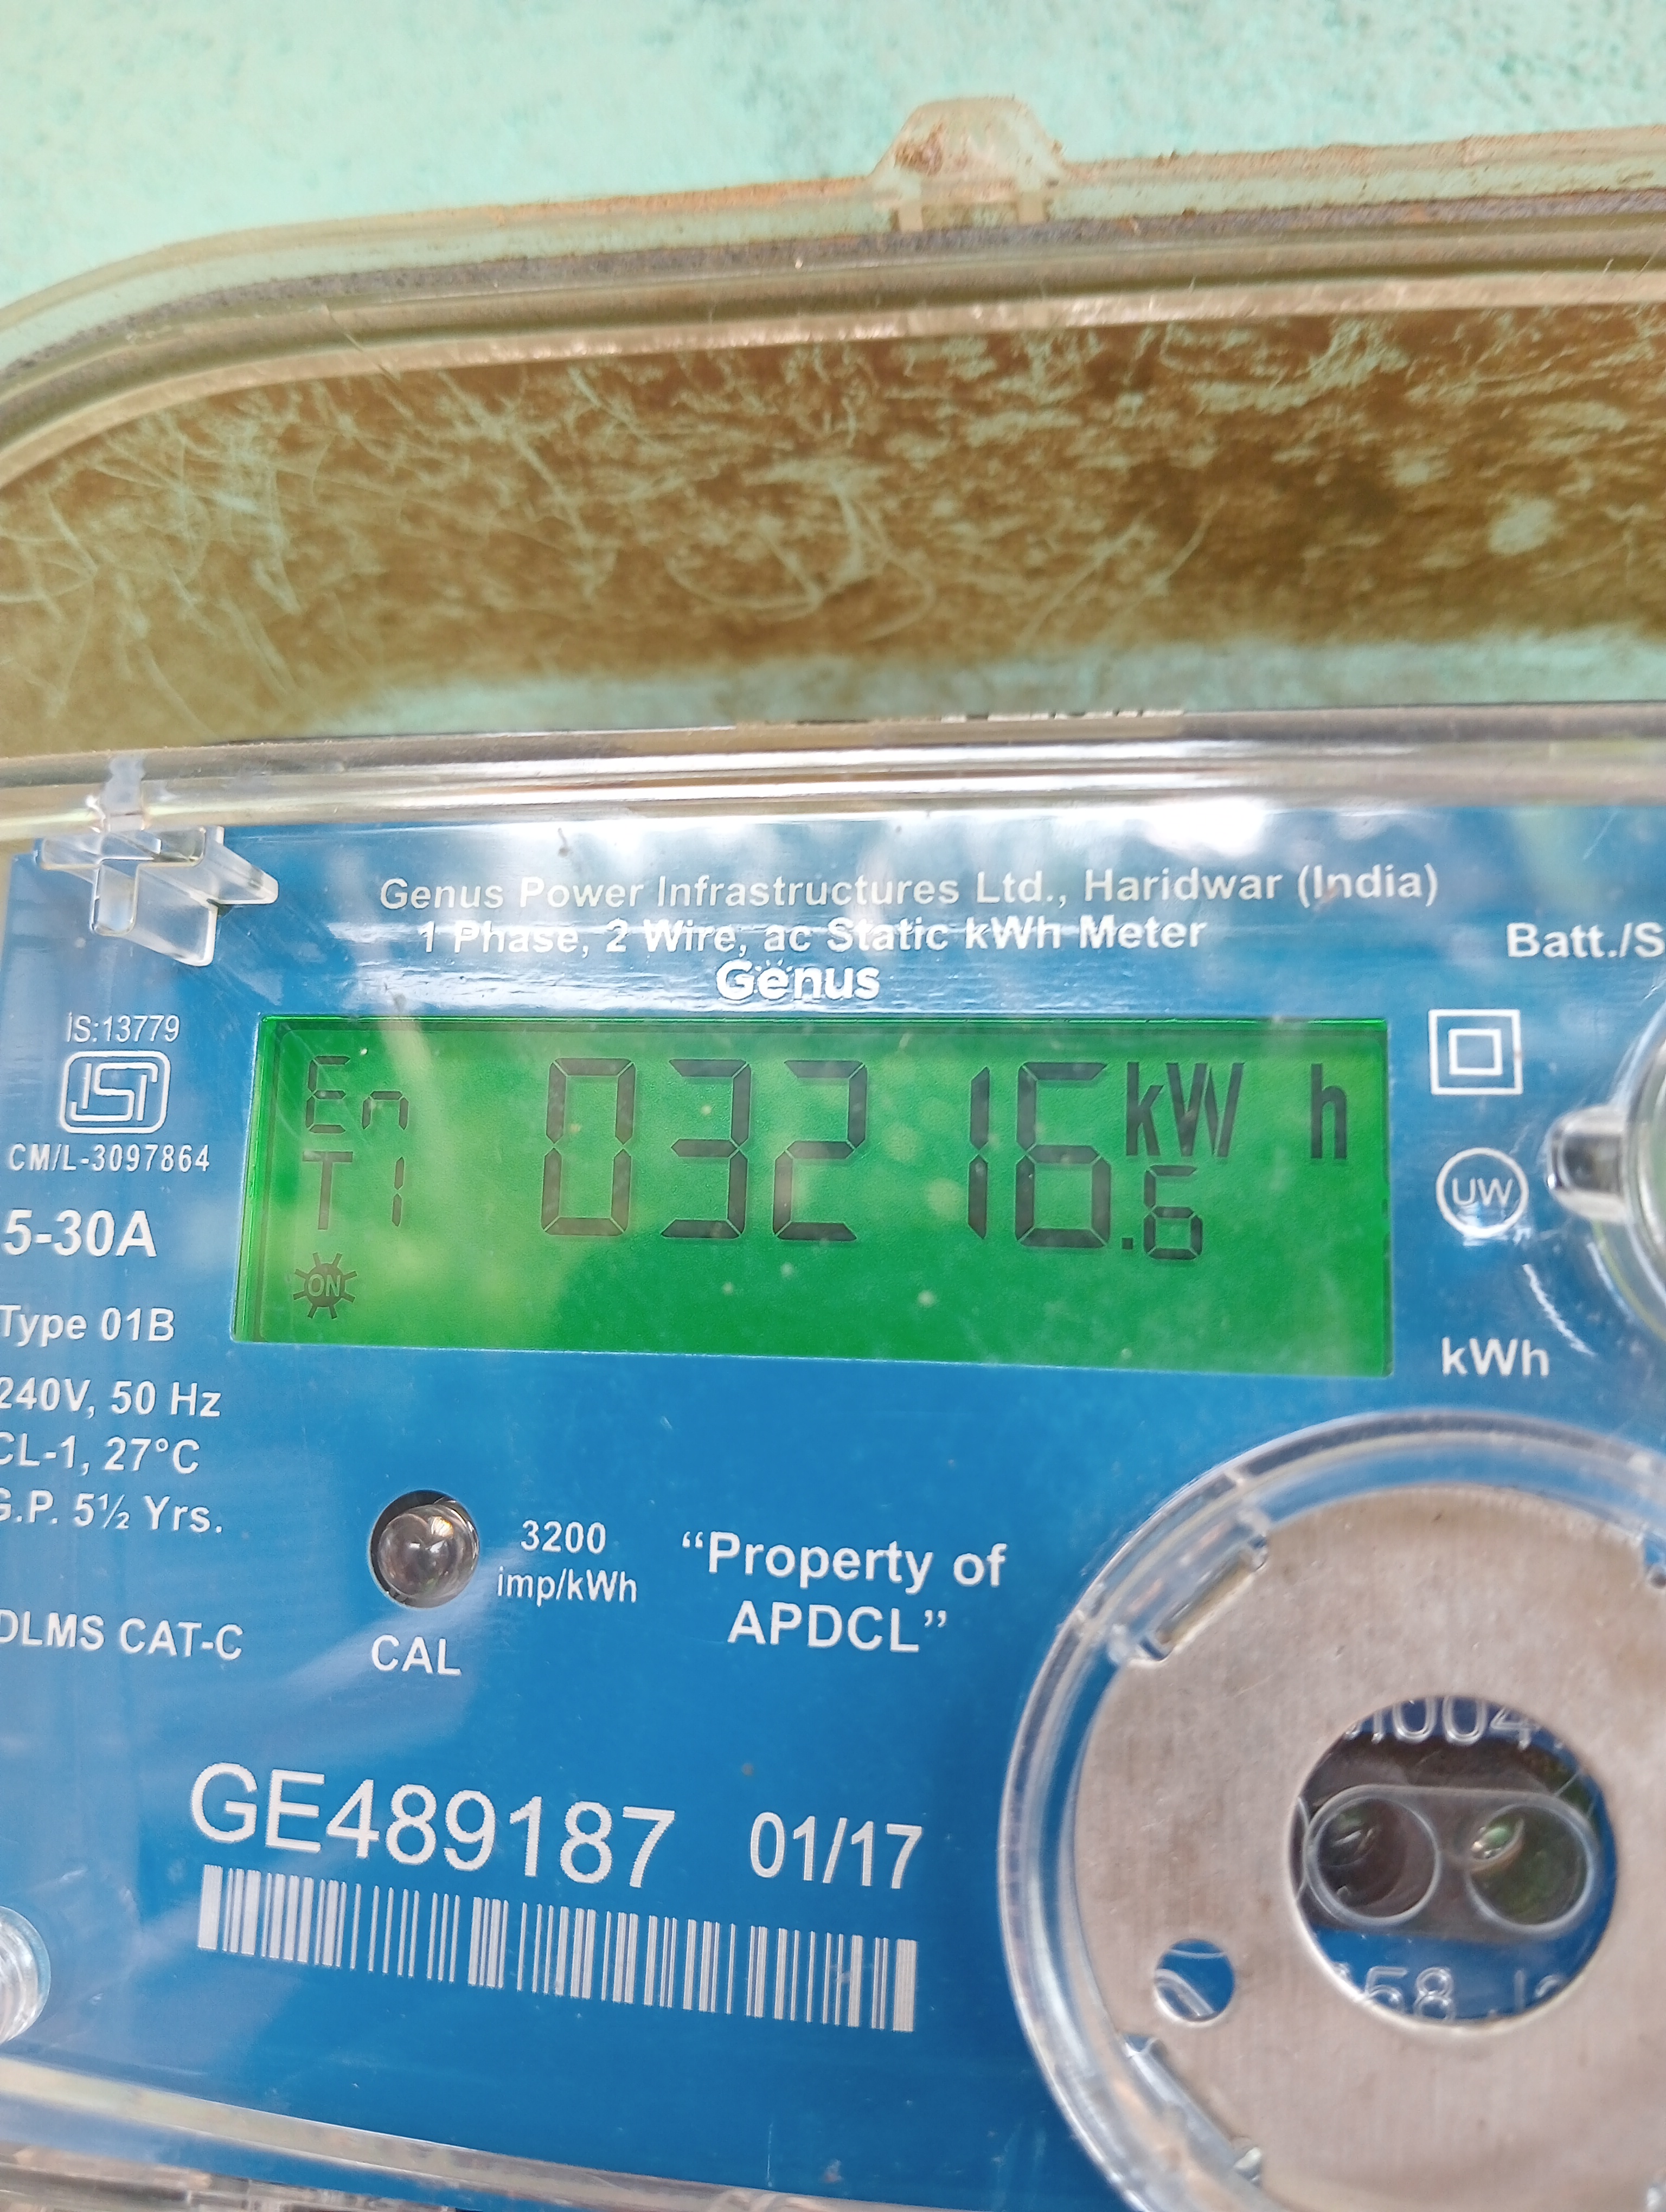 Genus Power Infrastructures Ltd., Haridwar (India)
1 Phase, 2 Wire, ac Static kWh Meter
Genus
Batt./S
IS:13779
ISI
CM/L-3097864
5-30A
Type 01B
240V, 50 Hz
CL-1, 27°C
G.P. 5½ Yrs.
DLMS CAT-C
En 03216.6 kWh
T1
ON
UW
kWh
3200
imp/kWh
CAL
"Property of
APDCL"
GE489187 01/17